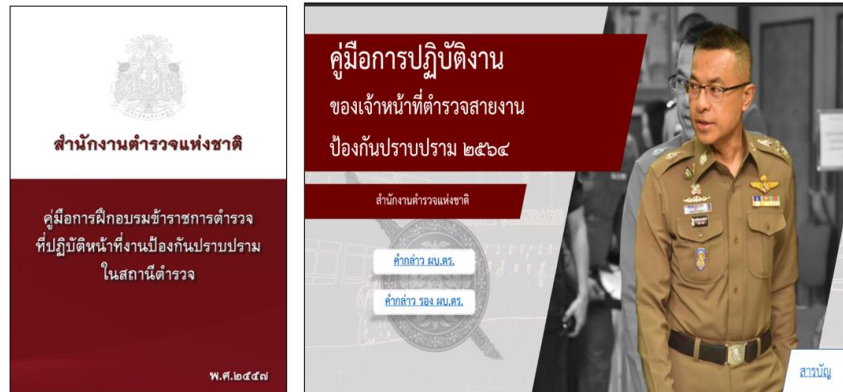 สำนักงานตำรวจแห่งชาติ
คู่มือการฝึกอบรมข้าราชการตำรวจ
ที่ปฏิบัติหน้าที่งานป้องกันปราบปราม
ในสถานีตำรวจ
พ.ศ.๒๕๕๗
คู่มือการปฏิบัติงาน
ของเจ้าหน้าที่ตำรวจสายงาน
ป้องกันปราบปราม ๒๕๖๔
สำนักงานตำรวจแห่งชาติ
คำกล่าว ผบ.ตร.
คำกล่าว รอง ผบ.ตร.
สารบัญ